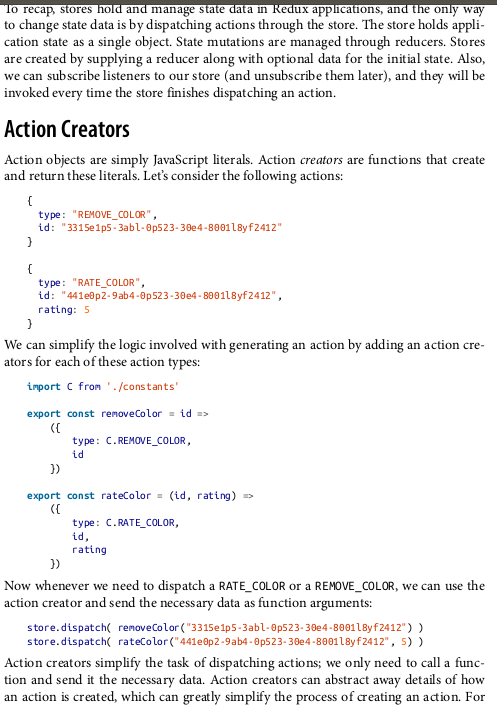 To recap, stores hold and manage state data in Redux applications, and the only way
to change state data is by dispatching actions through the store. The store holds appli-
cation state as a single object. State mutations are managed through reducers. Stores
are created by supplying a reducer along with optional data for the initial state. Also,
we can subscribe listeners to our store (and unsubscribe them later), and they will be
invoked every time the store finishes dispatching an action.
Action Creators
Action objects are simply JavaScript literals. Action creators are functions that create
and return these literals. Let's consider the following actions:
{
type: "REMOVE_COLOR",
id: "3315e1p5-3abl-0p523-30e4-8001l8yf2412"
}
{
type: "RATE_COLOR",
id: "441e0p2-9ab4-0p523-30e4-8001l8yf2412",
rating: 5
}
We can simplify the logic involved with generating an action by adding an action cre-
ators for each of these action types:
import C from './constants'
export const removeColor = id =>
({
type: C.REMOVE_COLOR,
id
})
export const rateColor = (id, rating) =>
({
type: C.RATE_COLOR,
id,
rating
})
Now whenever we need to dispatch a RATE_COLOR or a REMOVE_COLOR, we can use the
action creator and send the necessary data as function arguments:
store.dispatch( removeColor("3315e1p5-3abl-0p523-30e4-8001l8yf2412") )
store.dispatch( rateColor("441e0p2-9ab4-0p523-30e4-8001l8yf2412", 5) )
Action creators simplify the task of dispatching actions; we only need to call a func-
tion and send it the necessary data. Action creators can abstract away details of how
an action is created, which can greatly simplify the process of creating an action. For